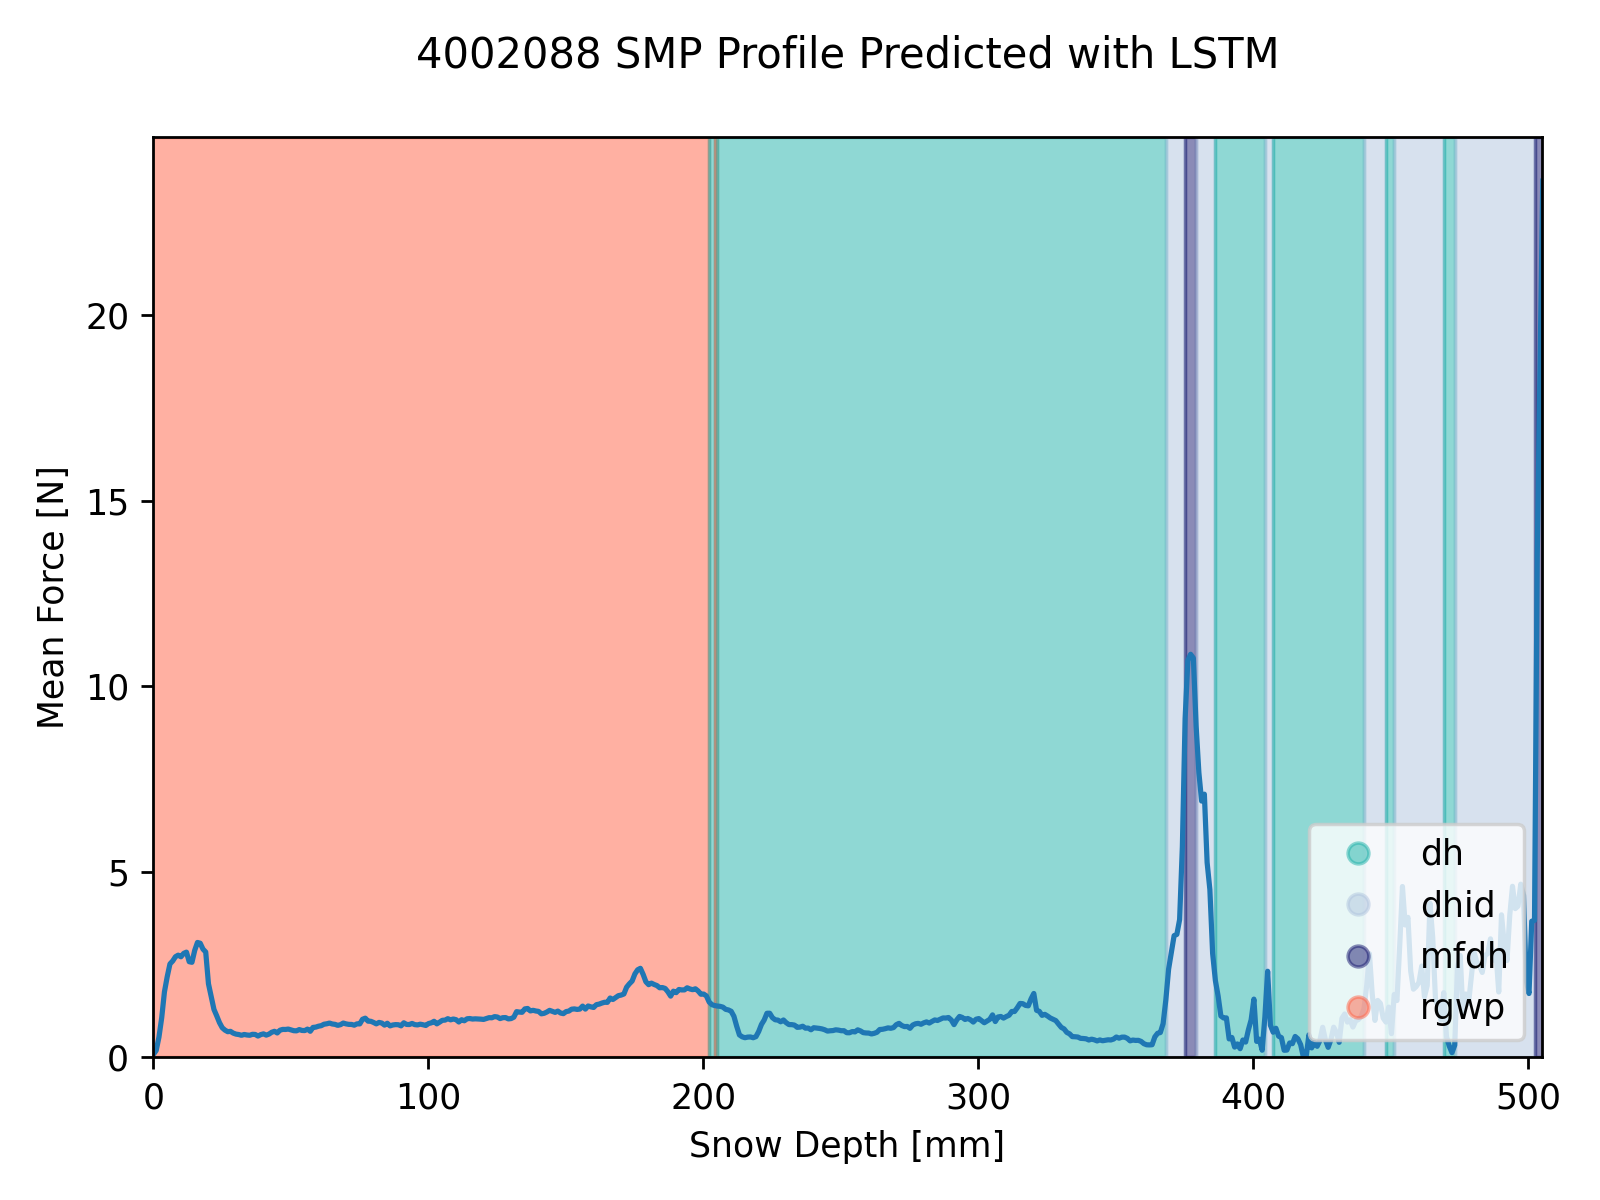 4002088 SMP Profile Predicted with LSTM
Mean Force [N]
20
15
10
5
0
dh
dhid
mfdh
rgwp
0 100 200 300 400 500
Snow Depth [mm]